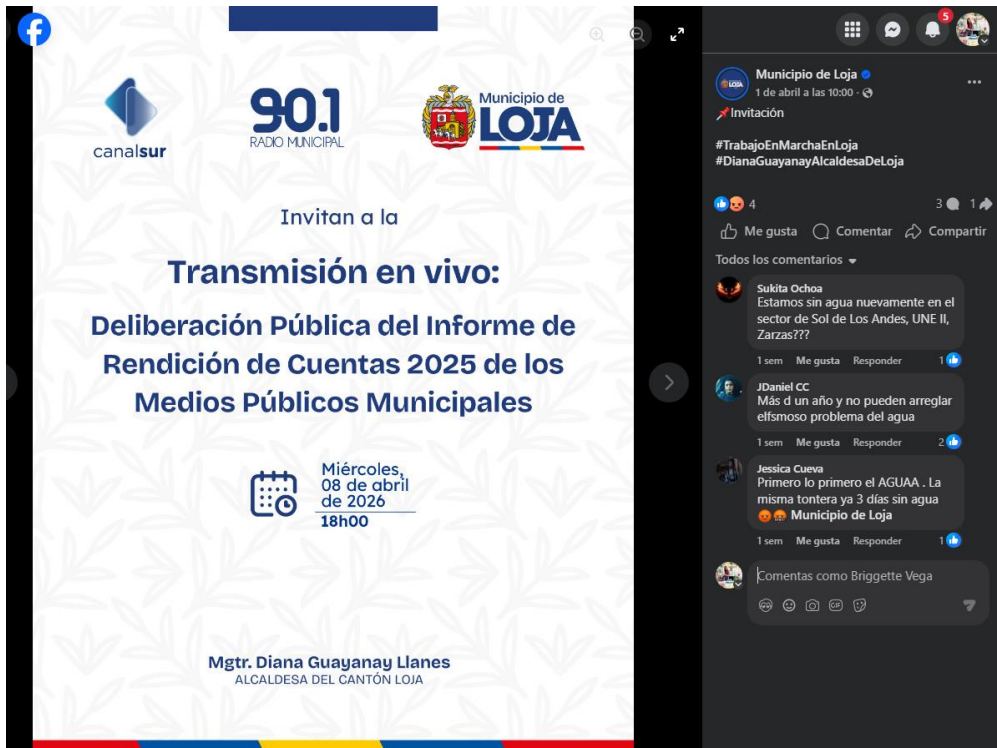 canalsur
90.1
RADIO MUNICIPAL
Municipio de
LOJA
Invitan a la
Transmisión en vivo:
Deliberación Pública del Informe de
Rendición de Cuentas 2025 de los
Medios Públicos Municipales
Miércoles,
08 de abril
de 2026
18h00
Mgtr. Diana Guayanay Llanes
ALCALDESA DEL CANTÓN LOJA
5
Municipio de Loja
1 de abril a las 10:00 ·
Invitación
#TrabajoEnMarchaEnLoja
#DianaGuayanayAlcaldesaDeLoja
4
3 1
Me gusta Comentar Compartir
Todos los comentarios
Sukita Ochoa
Estamos sin agua nuevamente en el
sector de Sol de Los Andes, UNE II,
Zarzas???
1 sem Me gusta Responder 1
JDaniel CC
Más d un año y no pueden arreglar
elfsmoso problema del agua
1 sem Me gusta Responder 2
Jessica Cueva
Primero lo primero el AGUAA . La
misma tontera ya 3 días sin agua
Municipio de Loja
1 sem Me gusta Responder 1
Comentas como Briggette Vega
GIF